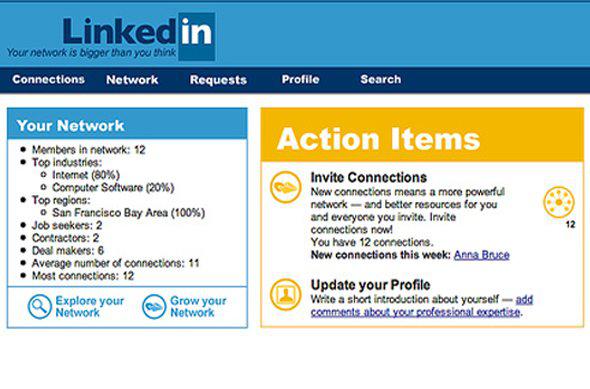 Linkedin
Your network is bigger than you think
Connections Network Requests Profile Search
Your Network
Members in network: 12
Top industries:
Internet (80%)
Computer Software (20%)
Top regions:
San Francisco Bay Area (100%)
Job seekers: 2
Contractors: 2
Deal makers: 6
Average number of connections: 11
Most connections: 12
Explore your
Network
Grow your
Network
Action Items
Invite Connections
New connections means a more powerful
network — and better resources for you
and everyone you invite. Invite
connections now!
You have 12 connections.
New connections this week: Anna Bruce
12
Update your Profile
Write a short introduction about yourself — add
comments about your professional expertise.